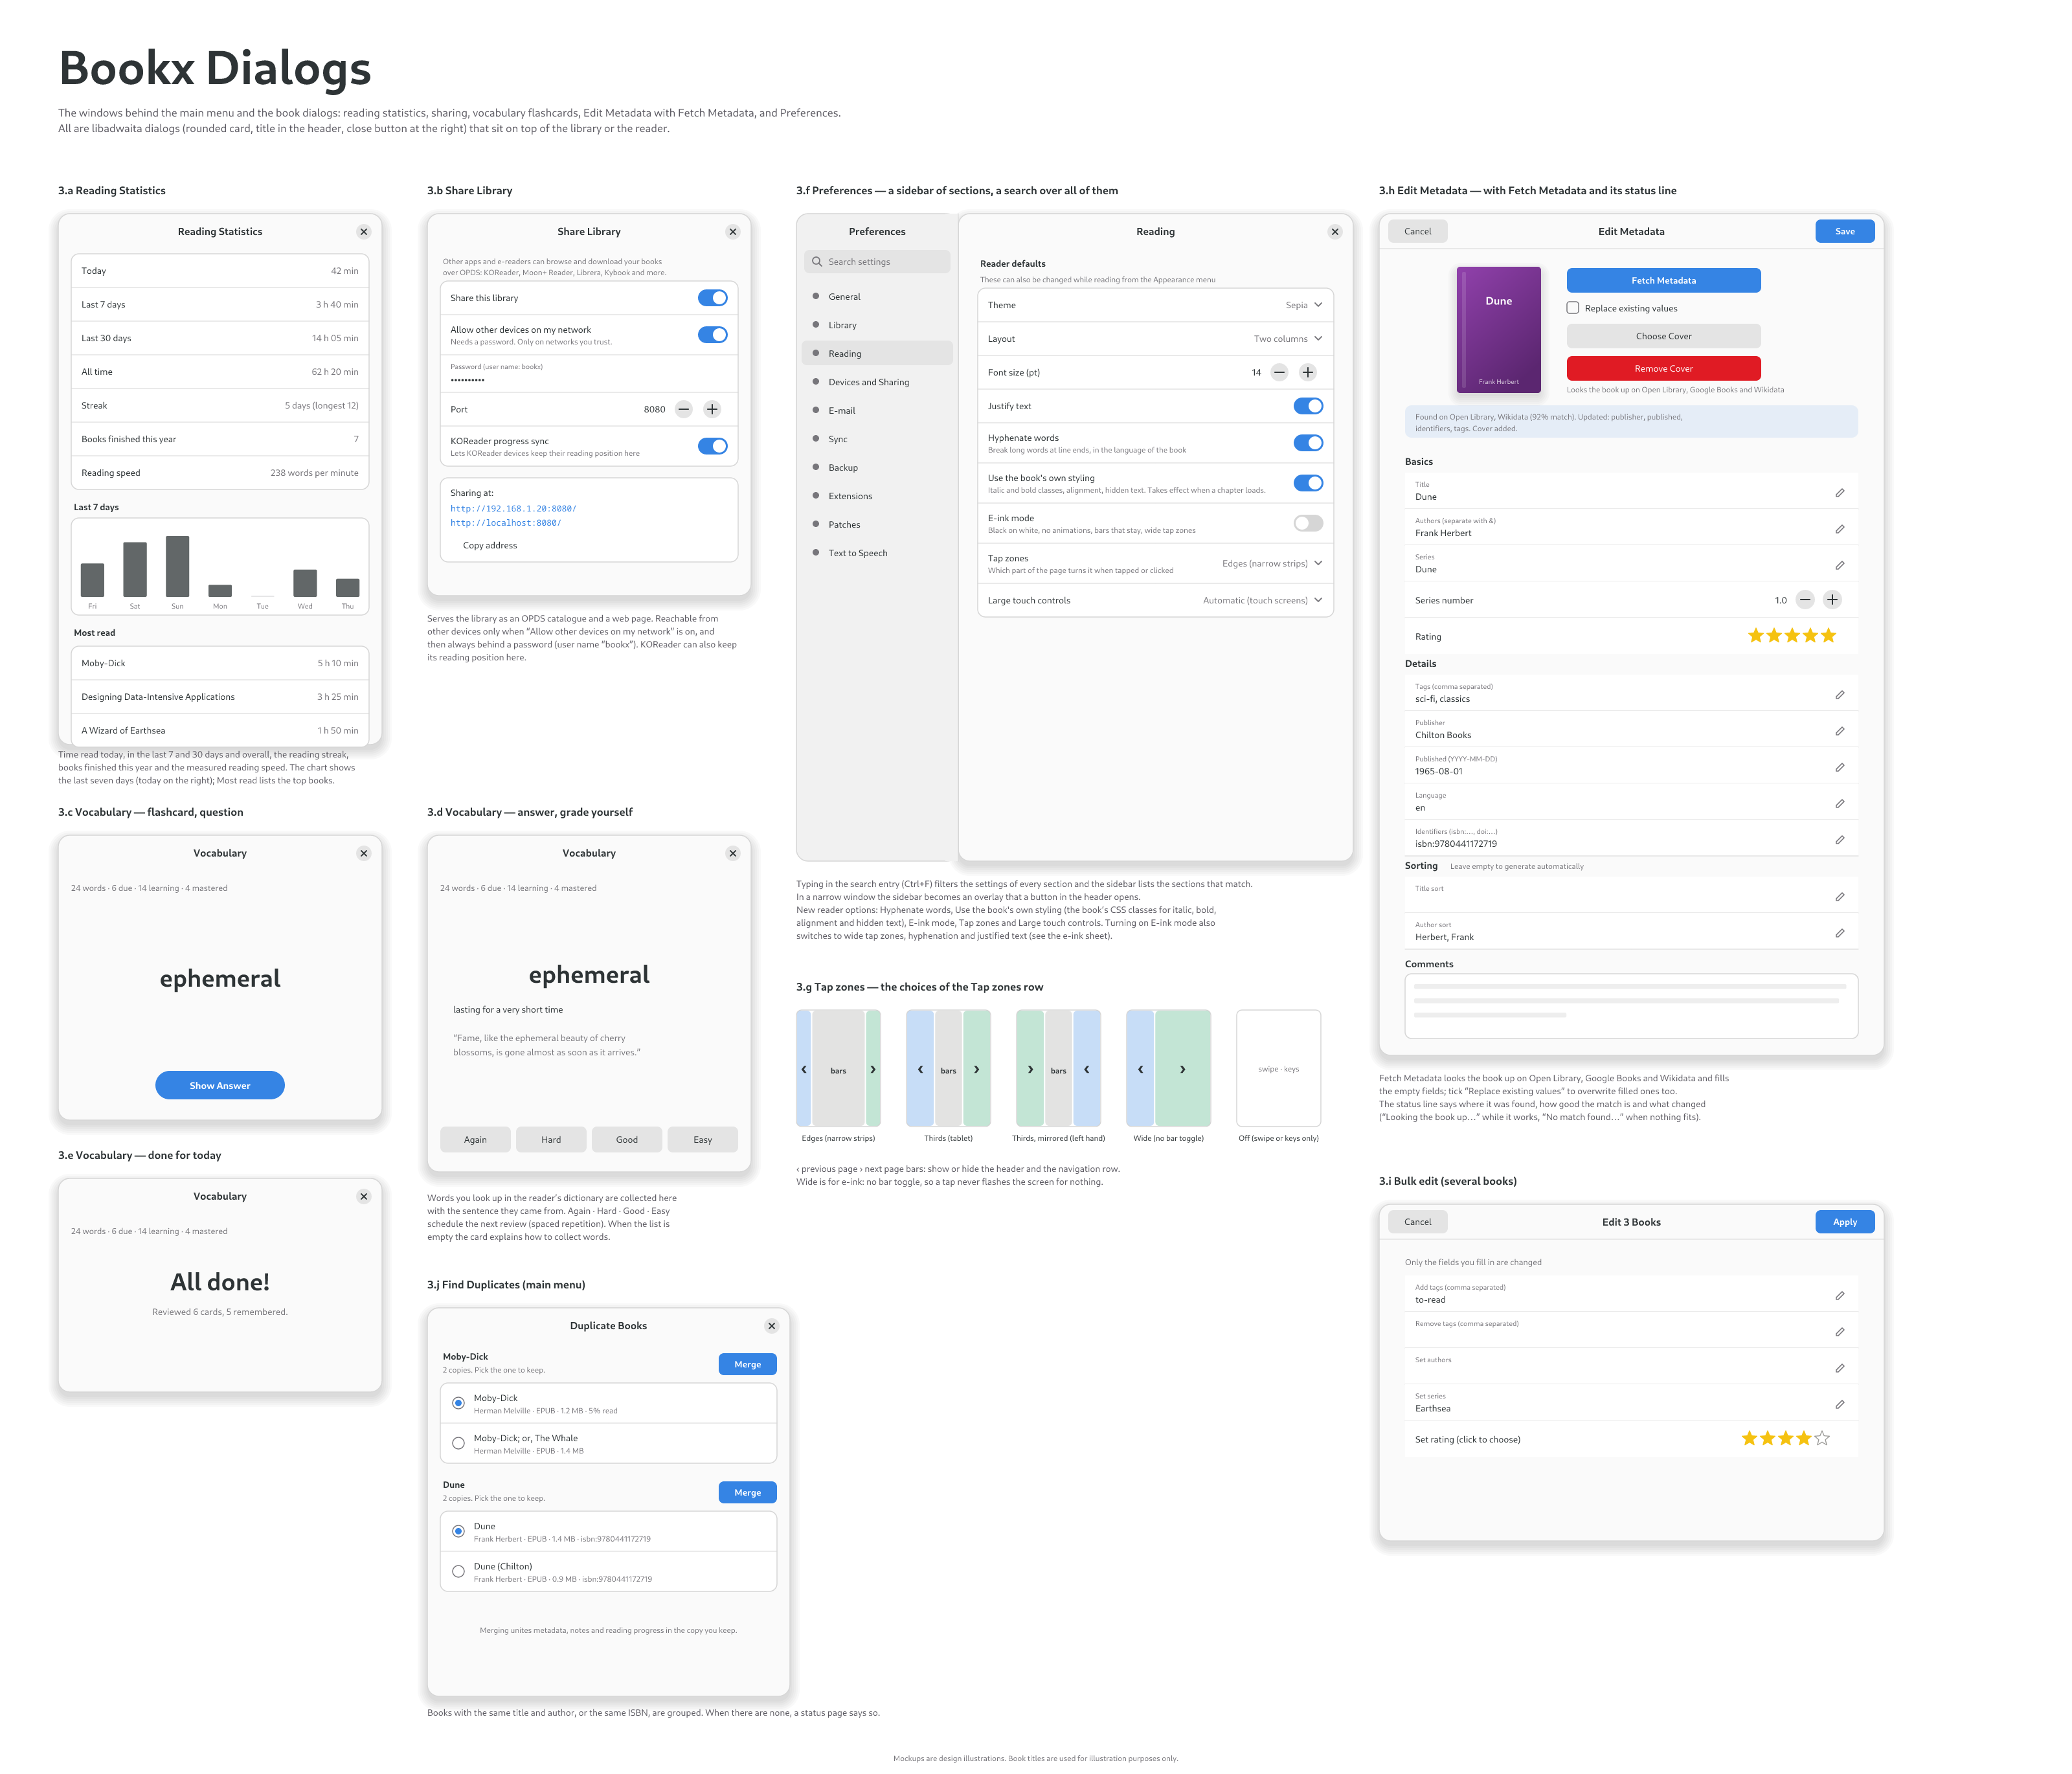 Bookx Dialogs
The windows behind the main menu and the book dialogs: reading statistics, sharing, vocabulary flashcards, Edit Metadata with Fetch Metadata, and Preferences.
All are libadwaita dialogs (rounded card, title in the header, close button at the right) that sit on top of the library or the reader.
3.a Reading Statistics
Reading Statistics
Today 42 min
Last 7 days 3 h 40 min
Last 30 days 14 h 05 min
All time 62 h 20 min
Streak 5 days (longest 12)
Books finished this year 7
Reading speed 238 words per minute
Last 7 days
Fri Sat Sun Mon Tue Wed Thu
Most read
Moby-Dick 5 h 10 min
Designing Data-Intensive Applications 3 h 25 min
A Wizard of Earthsea 1 h 50 min
Time read today, in the last 7 and 30 days and overall, the reading streak,
books finished this year and the measured reading speed. The chart shows
the last seven days (today on the right); Most read lists the top books.
3.b Share Library
Share Library
Other apps and e-readers can browse and download your books
over OPDS: KOReader, Moon+ Reader, Librera, Kybook and more.
Share this library
Allow other devices on my network
Needs a password. Only on networks you trust.
Password (user name: bookx)
••••••••••
Port 8080
KOReader progress sync
Lets KOReader devices keep their reading position here
Sharing at:
http://192.168.1.20:8080/
http://localhost:8080/
Copy address
Serves the library as an OPDS catalogue and a web page. Reachable from
other devices only when "Allow other devices on my network" is on, and
then always behind a password (user name "bookx"). KOReader can also keep
its reading position here.
3.c Vocabulary — flashcard, question
Vocabulary
24 words · 6 due · 14 learning · 4 mastered
ephemeral
Show Answer
3.d Vocabulary — answer, grade yourself
Vocabulary
24 words · 6 due · 14 learning · 4 mastered
ephemeral
lasting for a very short time
"Fame, like the ephemeral beauty of cherry
blossoms, is gone almost as soon as it arrives."
Again Hard Good Easy
Words you look up in the reader's dictionary are collected here
with the sentence they came from. Again · Hard · Good · Easy
schedule the next review (spaced repetition). When the list is
empty the card explains how to collect words.
3.e Vocabulary — done for today
Vocabulary
24 words · 6 due · 14 learning · 4 mastered
All done!
Reviewed 6 cards, 5 remembered.
3.j Find Duplicates (main menu)
Duplicate Books
Moby-Dick
2 copies. Pick the one to keep.
Merge
Moby-Dick
Herman Melville · EPUB · 1.2 MB · 5% read
Moby-Dick; or, The Whale
Herman Melville · EPUB · 1.4 MB
Dune
2 copies. Pick the one to keep.
Merge
Dune
Frank Herbert · EPUB · 1.4 MB · isbn:9780441172719
Dune (Chilton)
Frank Herbert · EPUB · 0.9 MB · isbn:9780441172719
Merging unites metadata, notes and reading progress in the copy you keep.
Books with the same title and author, or the same ISBN, are grouped. When there are none, a status page says so.
3.f Preferences — a sidebar of sections, a search over all of them
Preferences
Search settings
General
Library
Reading
Devices and Sharing
E-mail
Sync
Backup
Extensions
Patches
Text to Speech
Reading
Reader defaults
These can also be changed while reading from the Appearance menu
Theme Sepia
Layout Two columns
Font size (pt) 14
Justify text
Hyphenate words
Break long words at line ends, in the language of the book
Use the book's own styling
Italic and bold classes, alignment, hidden text. Takes effect when a chapter loads.
E-ink mode
Black on white, no animations, bars that stay, wide tap zones
Tap zones
Which part of the page turns it when tapped or clicked
Edges (narrow strips)
Large touch controls Automatic (touch screens)
Typing in the search entry (Ctrl+F) filters the settings of every section and the sidebar lists the sections that match.
In a narrow window the sidebar becomes an overlay that a button in the header opens.
New reader options: Hyphenate words, Use the book's own styling (the book's CSS classes for italic, bold,
alignment and hidden text), E-ink mode, Tap zones and Large touch controls. Turning on E-ink mode also
switches to wide tap zones, hyphenation and justified text (see the e-ink sheet).
3.g Tap zones — the choices of the Tap zones row
‹ bars › ‹ bars › › bars ‹ ‹ › swipe · keys
Edges (narrow strips) Thirds (tablet) Thirds, mirrored (left hand) Wide (no bar toggle) Off (swipe or keys only)
‹ previous page › next page bars: show or hide the header and the navigation row.
Wide is for e-ink: no bar toggle, so a tap never flashes the screen for nothing.
3.h Edit Metadata — with Fetch Metadata and its status line
Cancel Edit Metadata Save
Dune
Frank Herbert
Fetch Metadata
Replace existing values
Choose Cover
Remove Cover
Looks the book up on Open Library, Google Books and Wikidata
Found on Open Library, Wikidata (92% match). Updated: publisher, published,
identifiers, tags. Cover added.
Basics
Title
Dune
Authors (separate with &)
Frank Herbert
Series
Dune
Series number 1.0
Rating
Details
Tags (comma separated)
sci-fi, classics
Publisher
Chilton Books
Published (YYYY-MM-DD)
1965-08-01
Language
en
Identifiers (isbn:…, doi:…)
isbn:9780441172719
Sorting Leave empty to generate automatically
Title sort
Author sort
Herbert, Frank
Comments
Fetch Metadata looks the book up on Open Library, Google Books and Wikidata and fills
the empty fields; tick "Replace existing values" to overwrite filled ones too.
The status line says where it was found, how good the match is and what changed
("Looking the book up…" while it works, "No match found…" when nothing fits).
3.i Bulk edit (several books)
Cancel Edit 3 Books Apply
Only the fields you fill in are changed
Add tags (comma separated)
to-read
Remove tags (comma separated)
Set authors
Set series
Earthsea
Set rating (click to choose)
Mockups are design illustrations. Book titles are used for illustration purposes only.